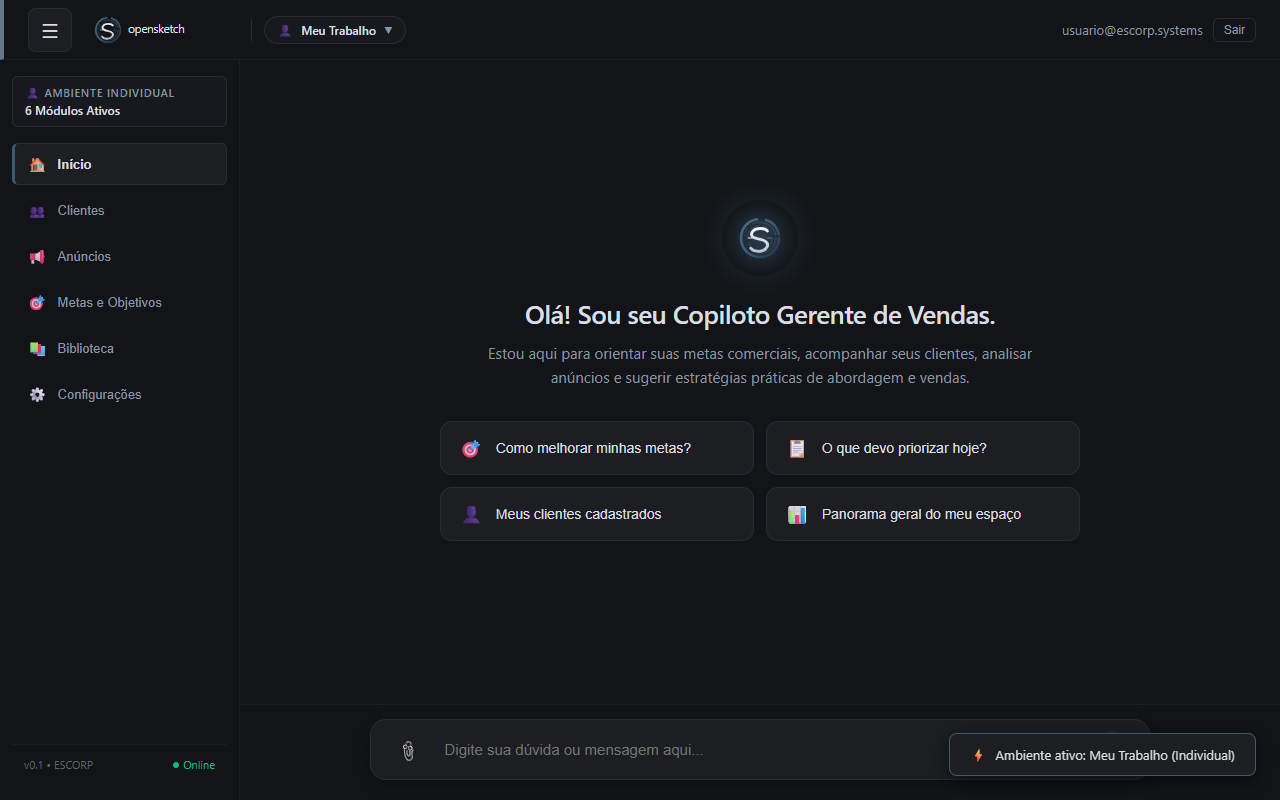 ☰
opensketch
Meu Trabalho ▼
usuario@escorp.systems
Sair
AMBIENTE INDIVIDUAL
6 Módulos Ativos
Início
Clientes
Anúncios
Metas e Objetivos
Biblioteca
Configurações
v0.1 • ESCORP
Online
S
Olá! Sou seu Copiloto Gerente de Vendas.
Estou aqui para orientar suas metas comerciais, acompanhar seus clientes, analisar
anúncios e sugerir estratégias práticas de abordagem e vendas.
Como melhorar minhas metas?
O que devo priorizar hoje?
Meus clientes cadastrados
Panorama geral do meu espaço
Digite sua dúvida ou mensagem aqui...
Ambiente ativo: Meu Trabalho (Individual)